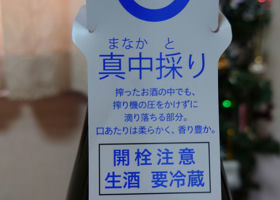 まなか と
真中採り
搾ったお酒の中でも、
搾り機の圧をかけずに
滴り落ちる部分。
口あたりは柔らかく、香り豊か。
開栓注意
生酒 要冷蔵